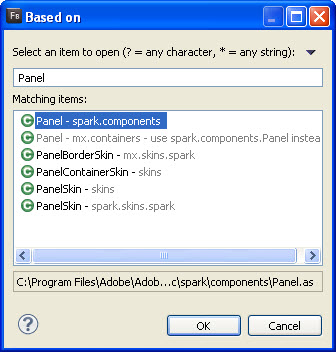 Fb Based on
Select an item to open (? = any character, * = any string):
Panel
Matching items:
C Panel - spark.components
C Panel - mx.containers - use spark.components.Panel instea
C PanelBorderSkin - mx.skins.spark
C PanelContainerSkin - skins
C PanelSkin - skins
C PanelSkin - spark.skins.spark
C:\Program Files\Adobe\Adob...c\spark\components\Panel.as
? OK Cancel